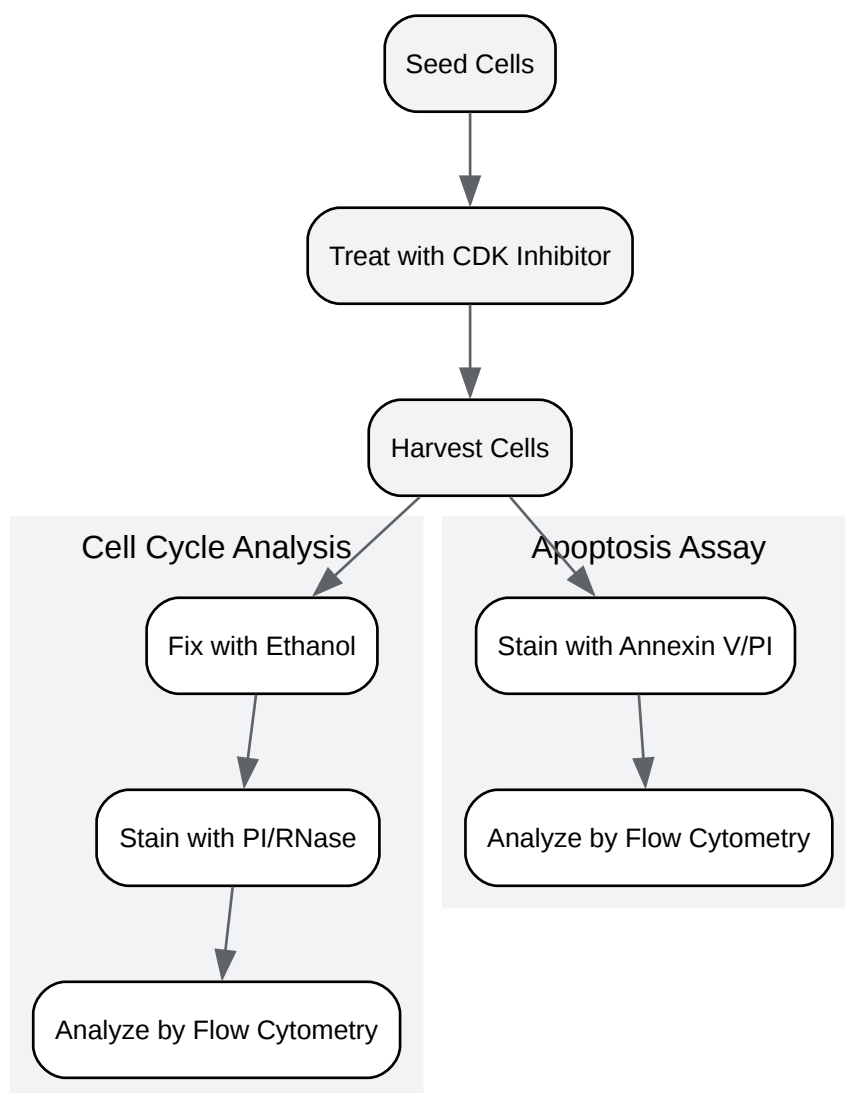 Seed Cells
Treat with CDK Inhibitor
Harvest Cells
Cell Cycle Analysis
Fix with Ethanol
Stain with PI/RNase
Analyze by Flow Cytometry
Apoptosis Assay
Stain with Annexin V/PI
Analyze by Flow Cytometry